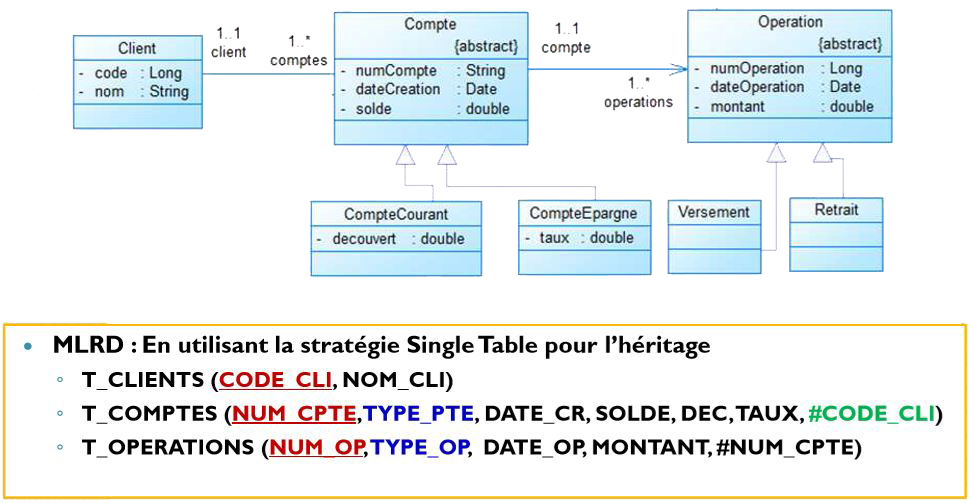 Client
- code : Long
- nom : String
1..1
client
1..*
comptes
Compte
{abstract}
- numCompte : String
- dateCreation : Date
- solde : double
1..1
compte
1..*
operations
Operation
{abstract}
- numOperation : Long
- dateOperation : Date
- montant : double
CompteCourant
- decouvert : double
CompteEpargne
- taux : double
Versement
Retrait
• MLRD : En utilisant la stratégie Single Table pour l'héritage
◦ T_CLIENTS (CODE_CLI, NOM_CLI)
◦ T_COMPTES (NUM_CPTE,TYPE_PTE, DATE_CR, SOLDE, DEC, TAUX, #CODE_CLI)
◦ T_OPERATIONS (NUM_OP,TYPE_OP, DATE_OP, MONTANT, #NUM_CPTE)